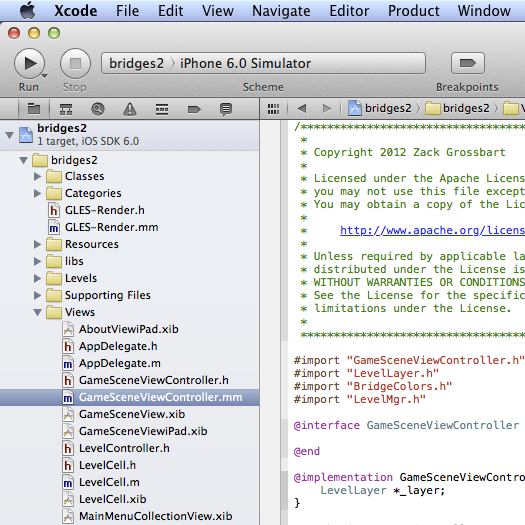 Xcode File Edit View Navigate Editor Product Window
bridges2 iPhone 6.0 Simulator
Run Stop Scheme Breakpoints
bridges2 bridges2
bridges2
1 target, iOS SDK 6.0
bridges2
Classes
Categories
GLES-Render.h
GLES-Render.mm
Resources
libs
Levels
Supporting Files
Views
AboutViewiPad.xib
AppDelegate.h
AppDelegate.m
GameSceneViewController.h
GameSceneViewController.mm
GameSceneView.xib
GameSceneViewiPad.xib
LevelController.h
LevelCell.h
LevelCell.m
LevelCell.xib
MainMenuCollectionView.xib
/***********************************
*
* Copyright 2012 Zack Grossbart
*
* Licensed under the Apache Licens
* you may not use this file except
* You may obtain a copy of the Lic
*
* http://www.apache.org/licens
*
* Unless required by applicable la
* distributed under the License is
* WITHOUT WARRANTIES OR CONDITIONS
* See the License for the specific
* limitations under the License.
*
***********************************
#import "GameSceneViewController.h"
#import "LevelLayer.h"
#import "BridgeColors.h"
#import "LevelMgr.h"
@interface GameSceneViewController
@end
@implementation GameSceneViewContro
LevelLayer *_layer;
}